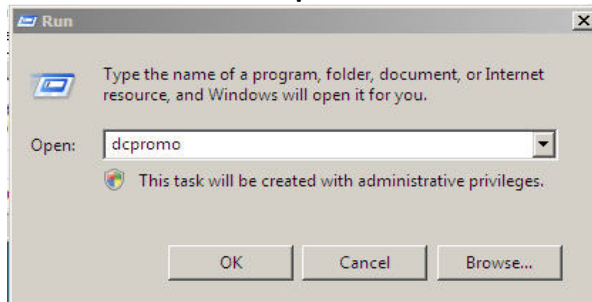 Run
Type the name of a program, folder, document, or Internet
resource, and Windows will open it for you.
Open:
dcpromo
This task will be created with administrative privileges.
OK
Cancel
Browse...